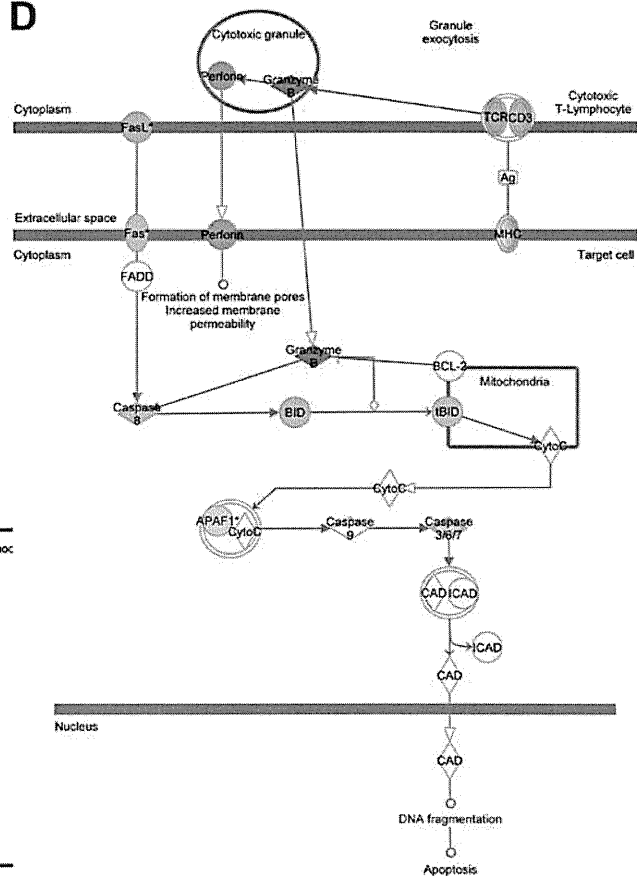 D
Cytotoxic granule
Granule
exocytosis
Perforin
Granzyme
B
Cytoplasm
Cytotoxic
T-Lymphocyte
FasL*
TCR
CD3
Ag
Extracellular space
Fas*
Perforin
MHC
Cytoplasm
Target cell
FADD
Formation of membrane pores
Increased membrane
permeability
Granzyme
B
BCL-2
Mitochondria
Caspase
8
BID
tBID
CytoC
CytoC
APAF1*
CytoC
Caspase
9
Caspase
3/6/7
CAD
ICAD
ICAD
CAD
Nucleus
CAD
DNA fragmentation
Apoptosis